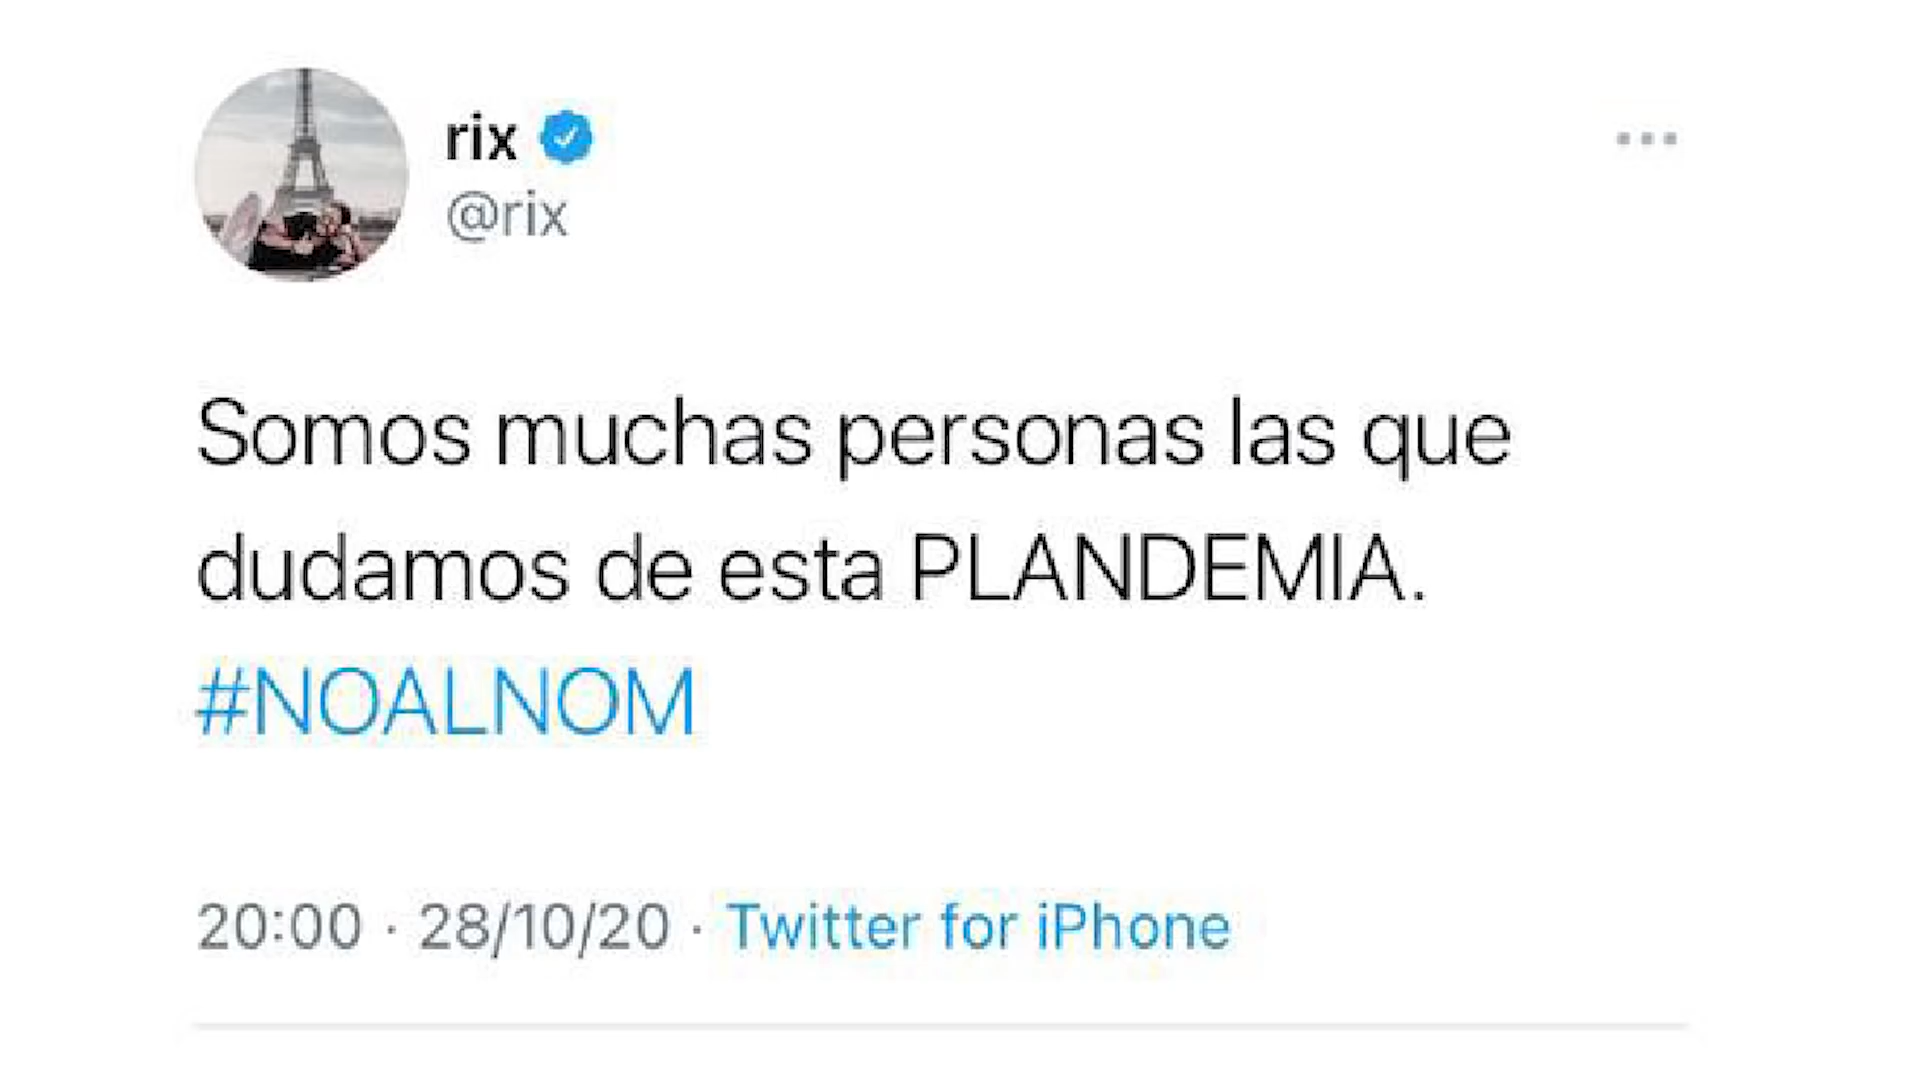 rix
@rix
Somos muchas personas las que
dudamos de esta PLANDEMIA.
#NOALNOM
20:00 · 28/10/20 · Twitter for iPhone